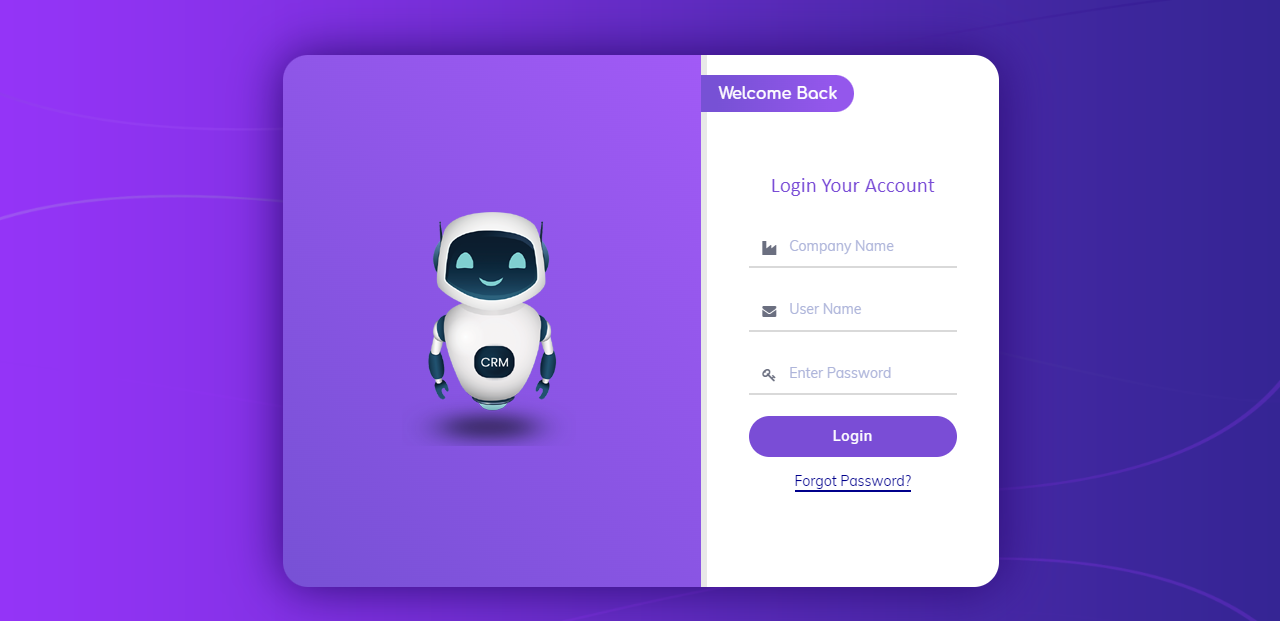 Welcome Back
Login Your Account
Company Name
User Name
Enter Password
Login
Forgot Password?
CRM